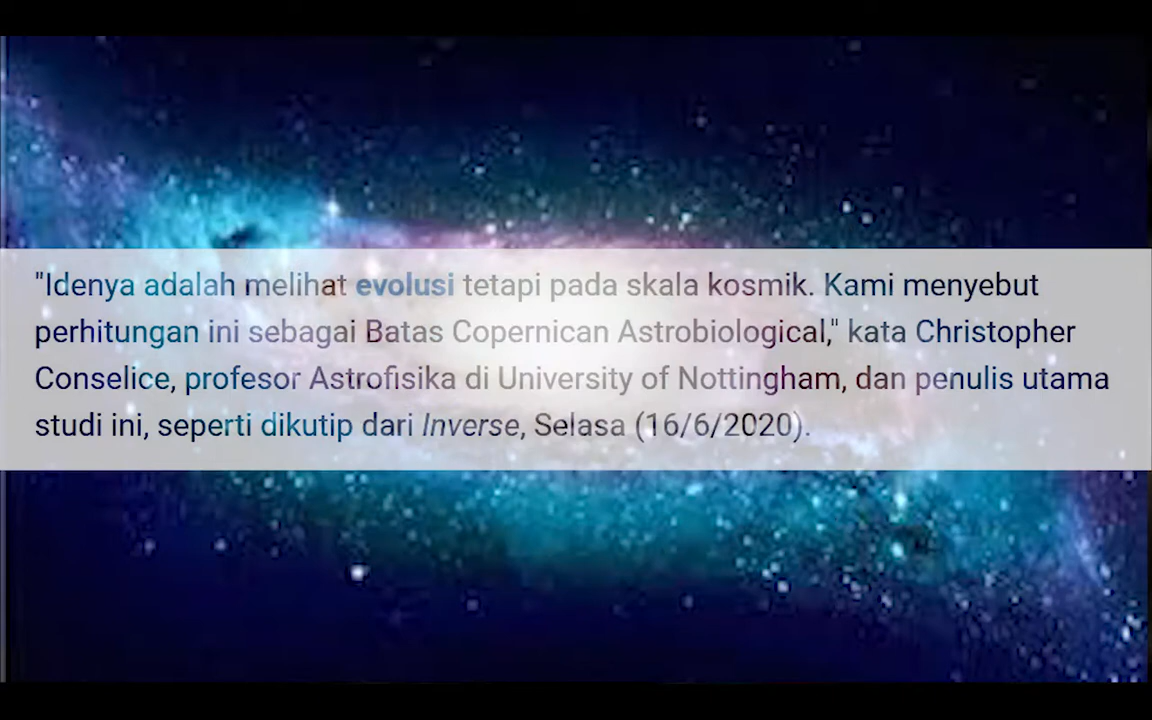 "Idenya adalah melihat evolusi tetapi pada skala kosmik. Kami menyebut
perhitungan ini sebagai Batas Copernican Astrobiological," kata Christopher
Conselice, profesor Astrofisika di University of Nottingham, dan penulis utama
studi ini, seperti dikutip dari Inverse, Selasa (16/6/2020).